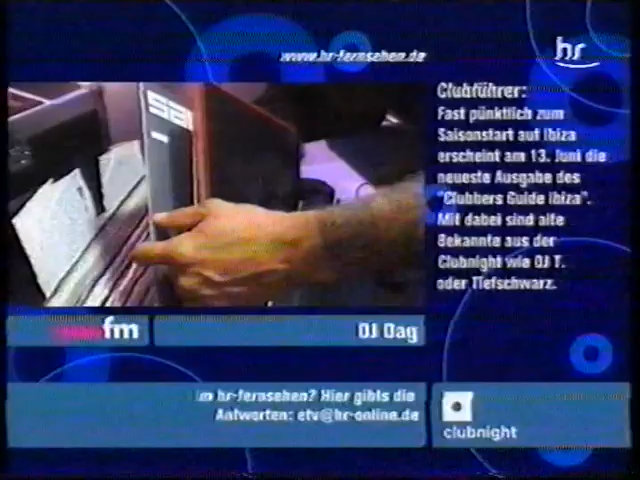 www.hr-fernsehen.de
hr
Clubführer:
Fast pünktlich zum
Saisonstart auf Ibiza
erscheint am 13. Juni die
neueste Ausgabe des
"Clubbers Guide Ibiza".
Mit dabei sind alte
Bekannte aus der
Clubnight wie DJ T.
oder Tiefschwarz.
fm
DJ Dag
im hr-fernsehen? Hier gibts die
Antworten: etv@hr-online.de
clubnight